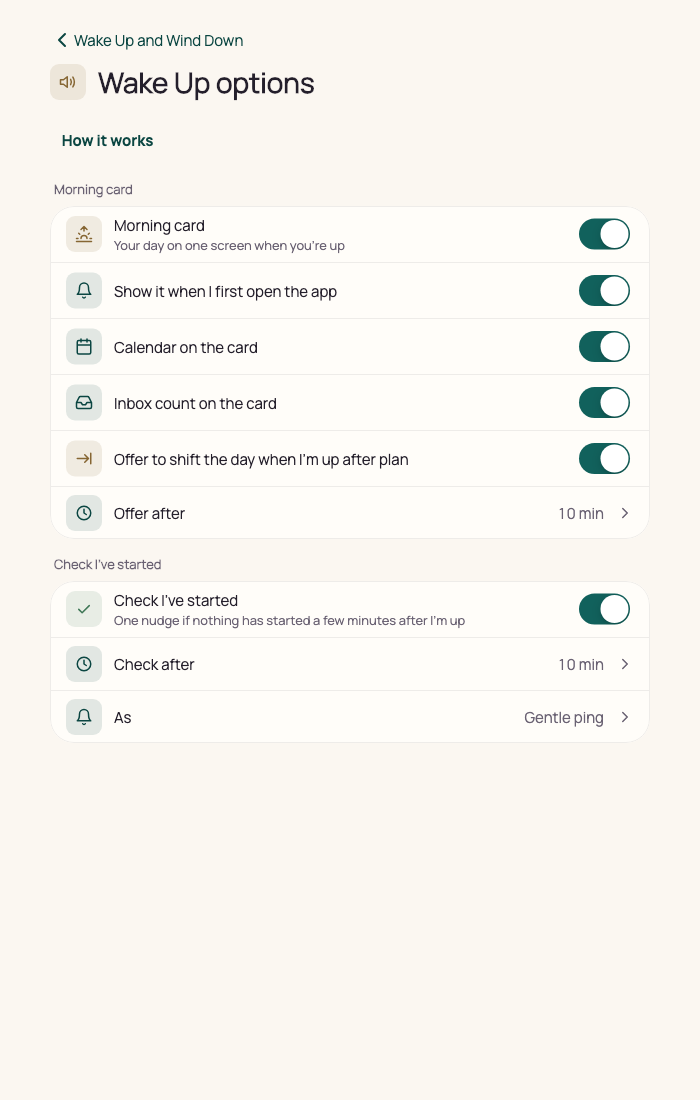 Wake Up and Wind Down
Wake Up options
How it works
Morning card
Morning card
Your day on one screen when you're up
Show it when I first open the app
Calendar on the card
Inbox count on the card
Offer to shift the day when I'm up after plan
Offer after
10 min
Check I've started
Check I've started
One nudge if nothing has started a few minutes after I'm up
Check after
10 min
As
Gentle ping